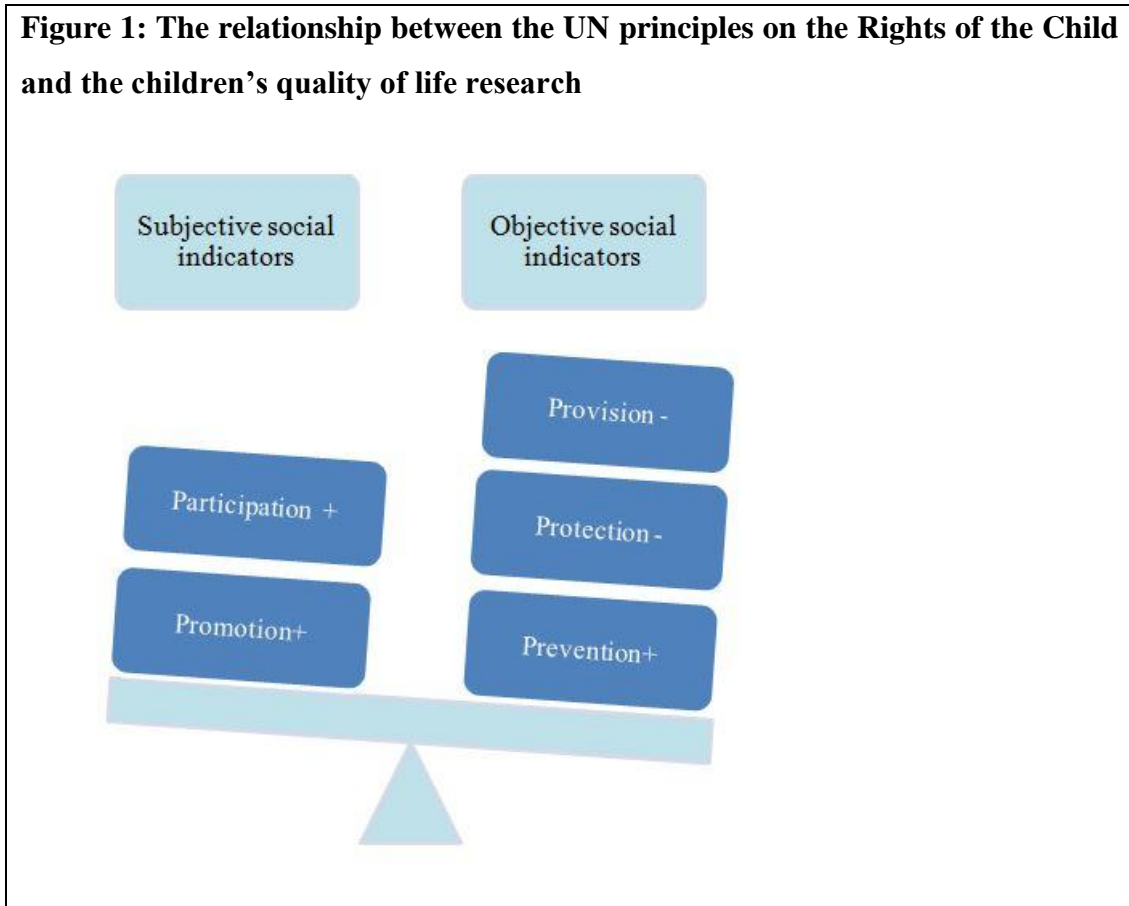 Figure 1: The relationship between the UN principles on the Rights of the Child
and the children’s quality of life research
Subjective social
indicators
Objective social
indicators
Provision -
Participation +
Protection -
Promotion+
Prevention+